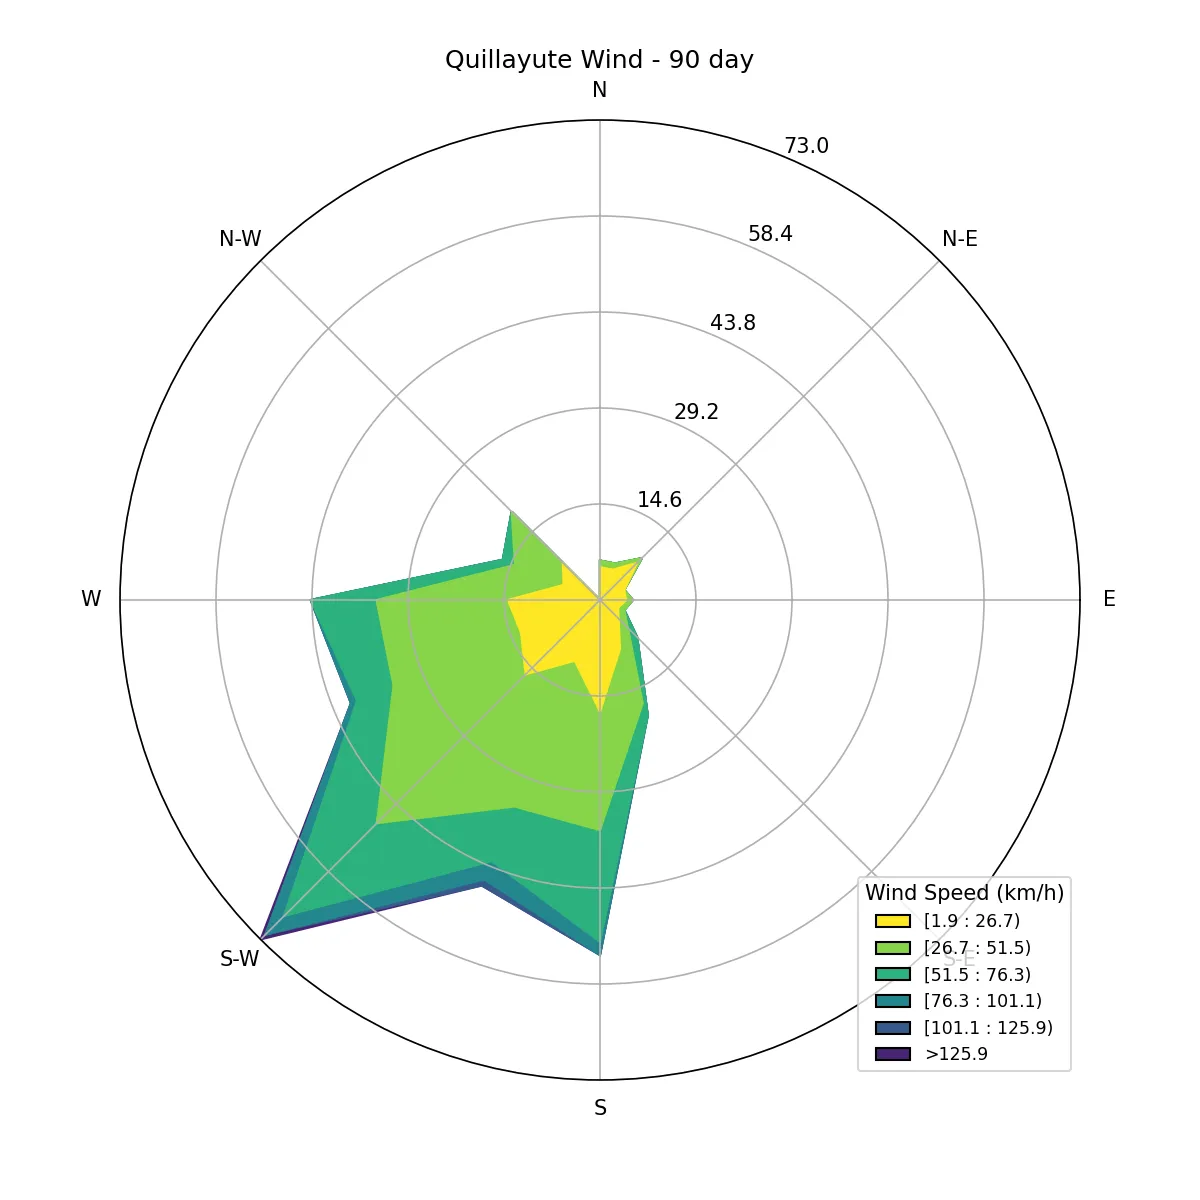 Quillayute Wind - 90 day
N
73.0
58.4
N-W
N-E
43.8
29.2
14.6
W
E
Wind Speed (km/h)
[1.9 : 26.7)
[26.7 : 51.5)
S-W
S-E
[51.5 : 76.3)
[76.3 : 101.1)
[101.1 : 125.9)
>125.9
S